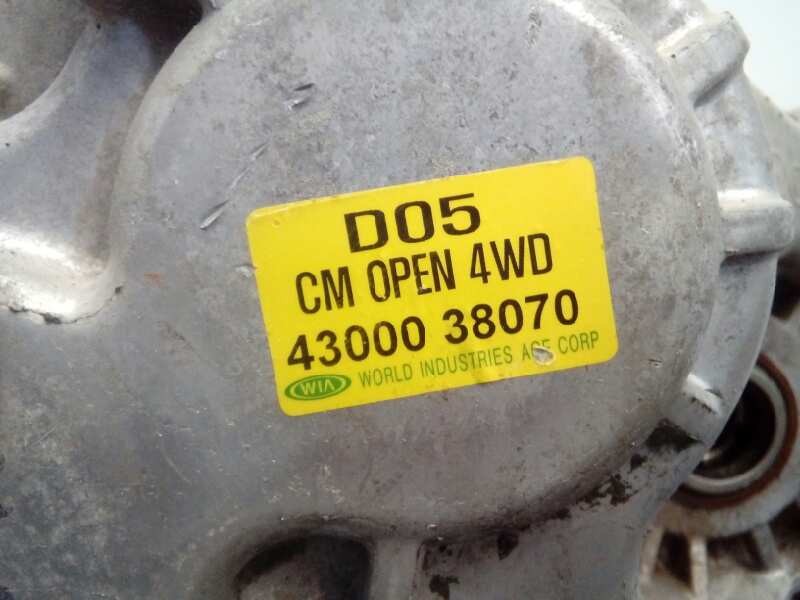 D05
CM OPEN 4WD
43000 38070
WIA WORLD INDUSTRIES ACE CORP